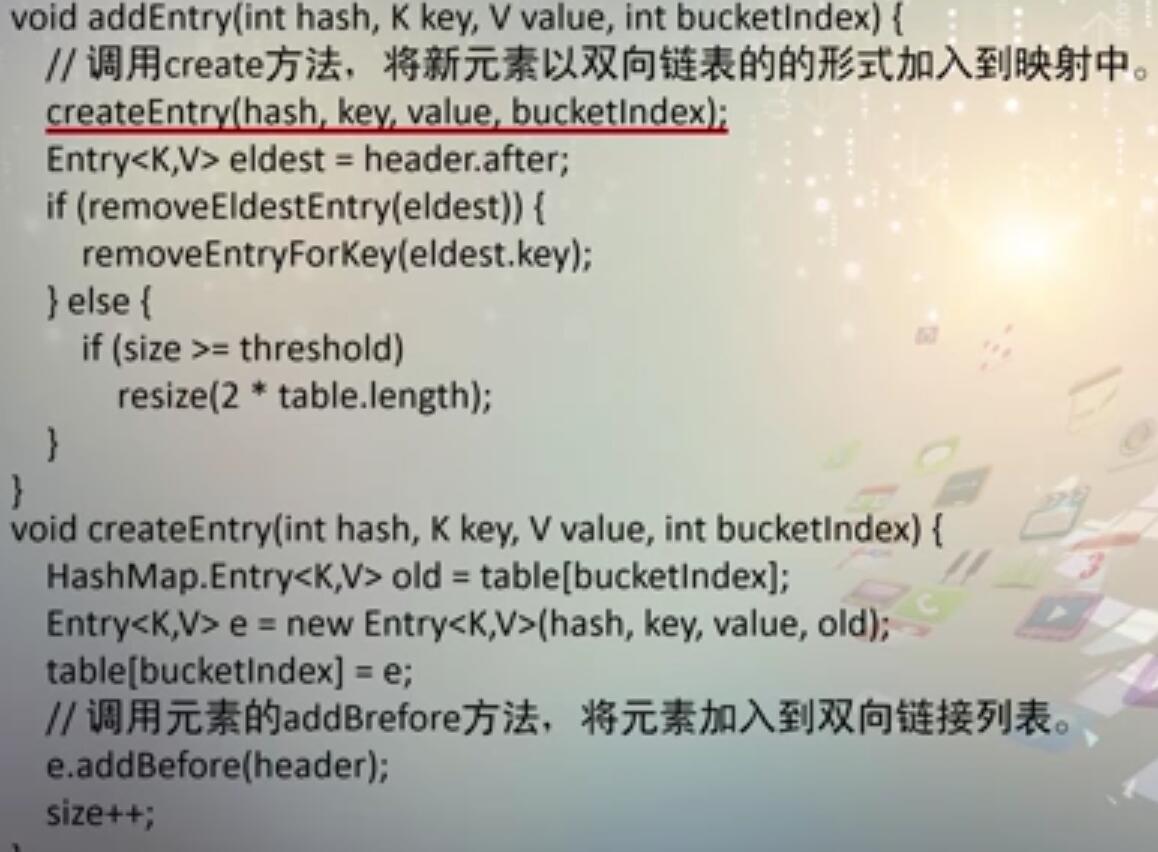 void addEntry(int hash, K key, V value, int bucketIndex) {
// 调用create方法，将新元素以双向链表的的形式加入到映射中。
createEntry(hash, key, value, bucketIndex);
Entry<K,V> eldest = header.after;
if (removeEldestEntry(eldest)) {
removeEntryForKey(eldest.key);
} else {
if (size >= threshold)
resize(2 * table.length);
}
}
void createEntry(int hash, K key, V value, int bucketIndex) {
HashMap.Entry<K,V> old = table[bucketIndex];
Entry<K,V> e = new Entry<K,V>(hash, key, value, old);
table[bucketIndex] = e;
// 调用元素的addBrefore方法，将元素加入到双向链接列表。
e.addBefore(header);
size++;
}